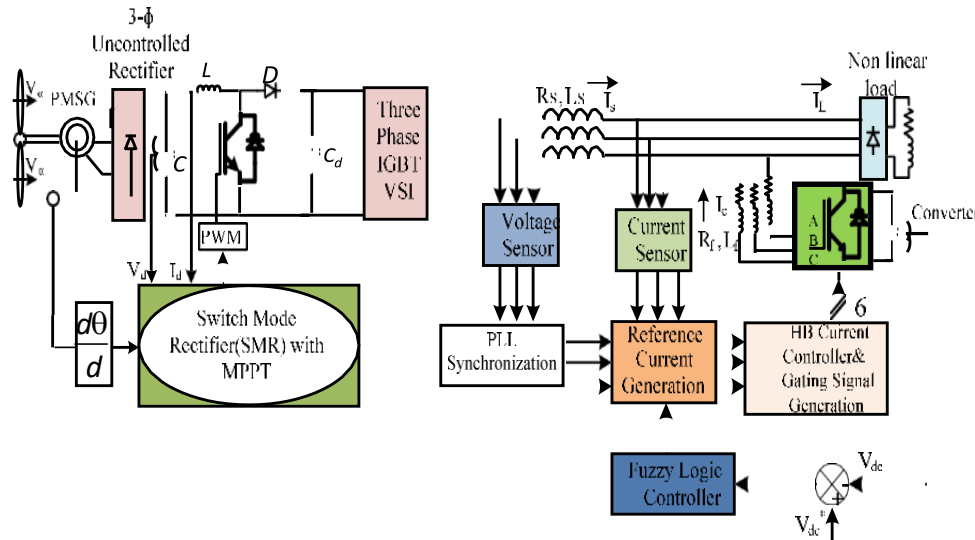 3-ϕ
Uncontrolled
Rectifier
PMSG
Vα
Vα
L
D
C
Cd
Three
Phase
IGBT
VSI
PWM
Vd
Id
dθ
d
Switch Mode
Rectifier(SMR) with
MPPT
Rs,Ls
Is
IL
Non linear
load
Voltage
Sensor
Current
Sensor
Ic
Rf,Lf
A
B
C
Converter
6
PLL
Synchronization
Reference
Current
Generation
HB Current
Controller&
Gating Signal
Generation
Fuzzy Logic
Controller
Vdc
-
+
Vdc*